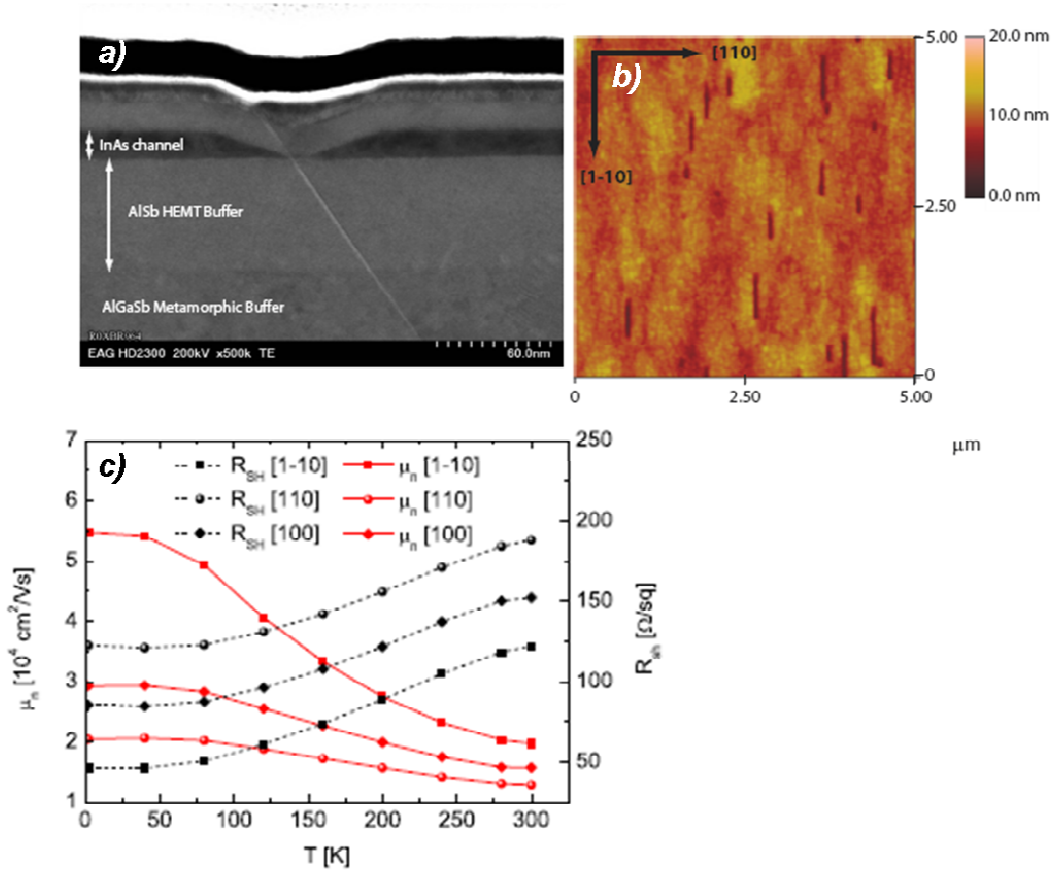 a)
InAs channel
AlSb HEMT Buffer
AlGaSb Metamorphic Buffer
EAG HD2300 200kV x500k TE 60.0nm
b)
[110]
[1-10]
5.00
2.50
0
0 2.50 5.00
20.0 nm
10.0 nm
0.0 nm
μm
c)
R_SH [1-10] μ_n [1-10]
R_SH [110] μ_n [110]
R_SH [100] μ_n [100]
7
6
5
4
3
2
1
μ_n [10^4 cm^2/Vs]
250
200
150
100
50
R_sh [Ω/sq]
0 50 100 150 200 250 300
T [K]